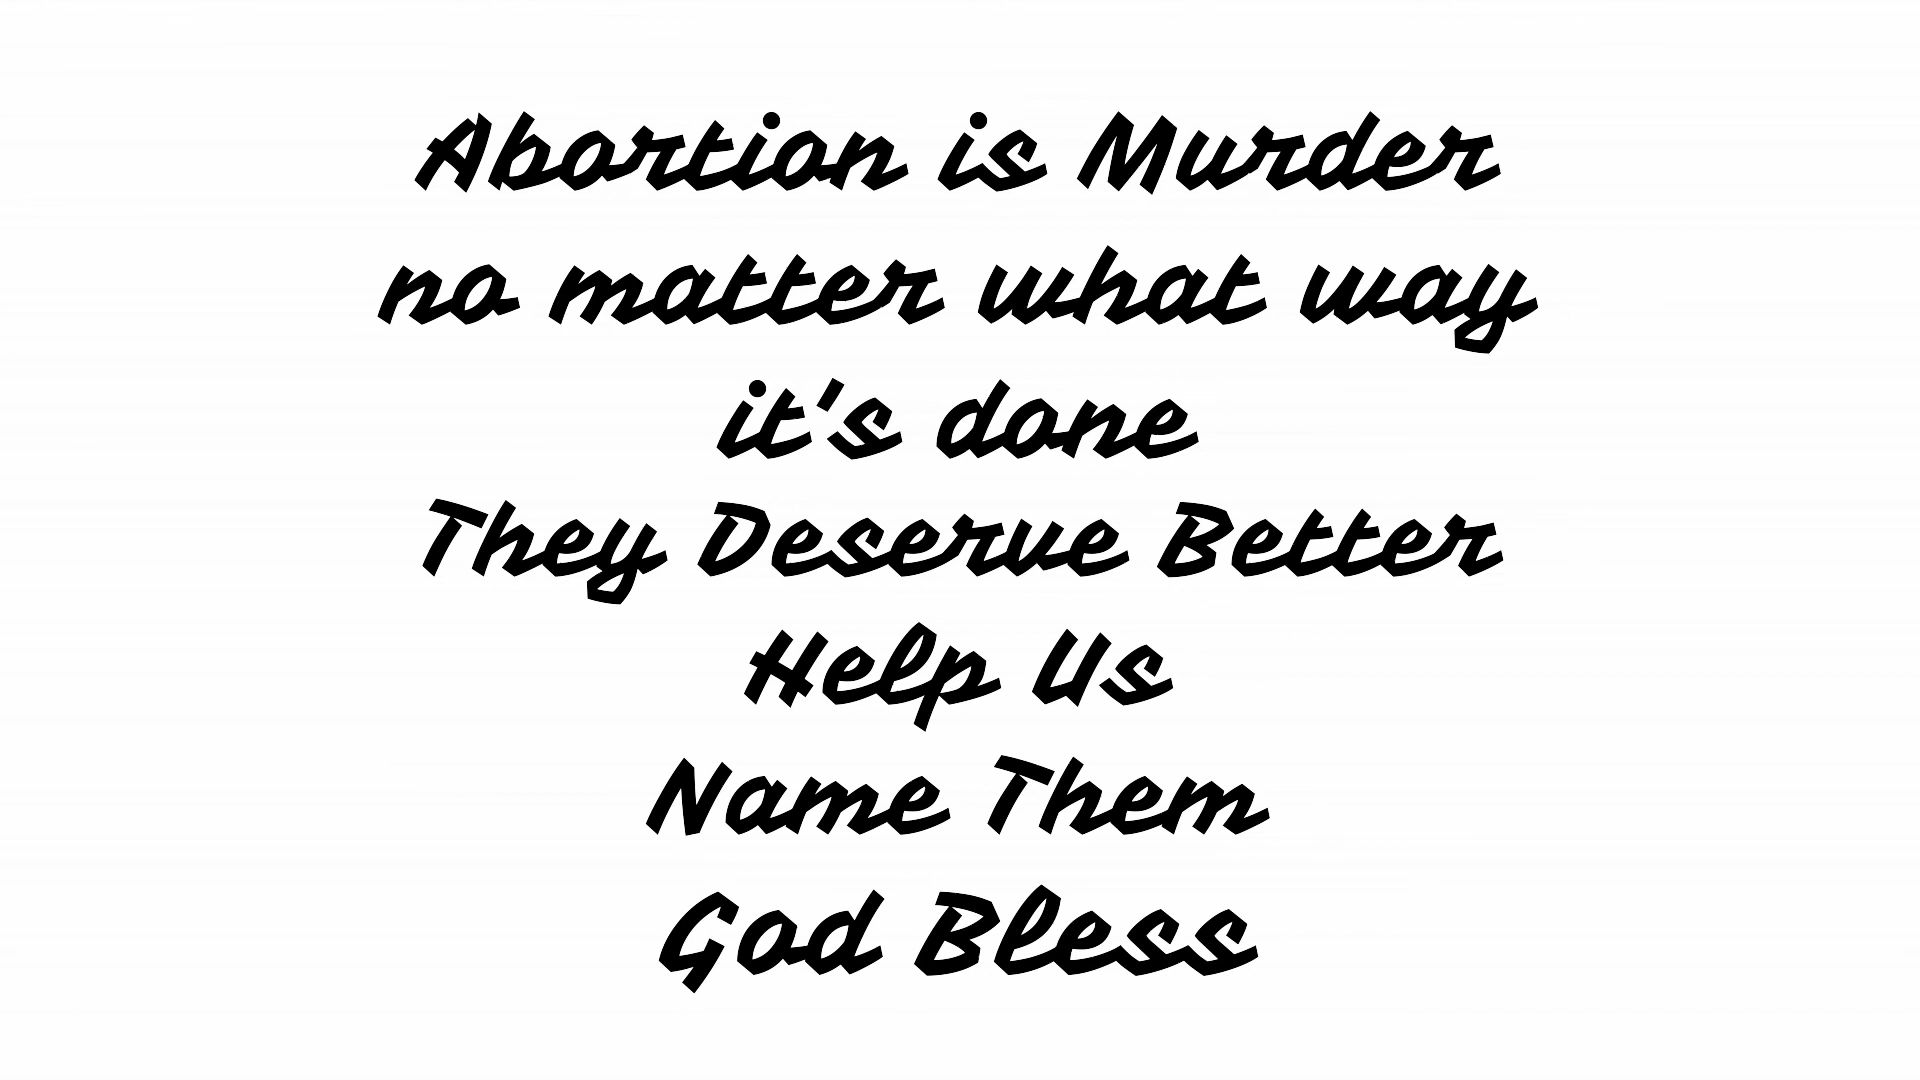 Abortion is Murder
no matter what way
it's done
They Deserve Better
Help Us
Name Them
God Bless